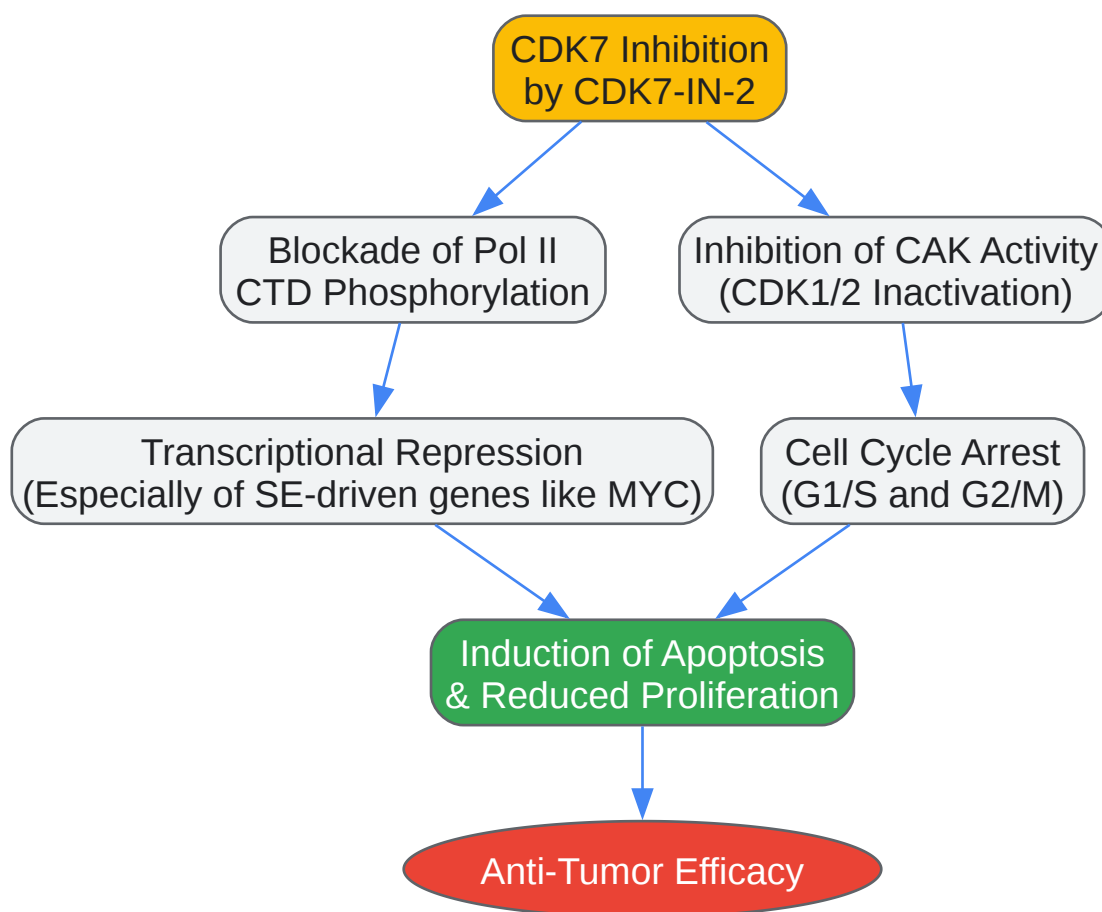 CDK7 Inhibition
by CDK7-IN-2
Blockade of Pol II
CTD Phosphorylation
Inhibition of CAK Activity
(CDK1/2 Inactivation)
Transcriptional Repression
(Especially of SE-driven genes like MYC)
Cell Cycle Arrest
(G1/S and G2/M)
Induction of Apoptosis
& Reduced Proliferation
Anti-Tumor Efficacy